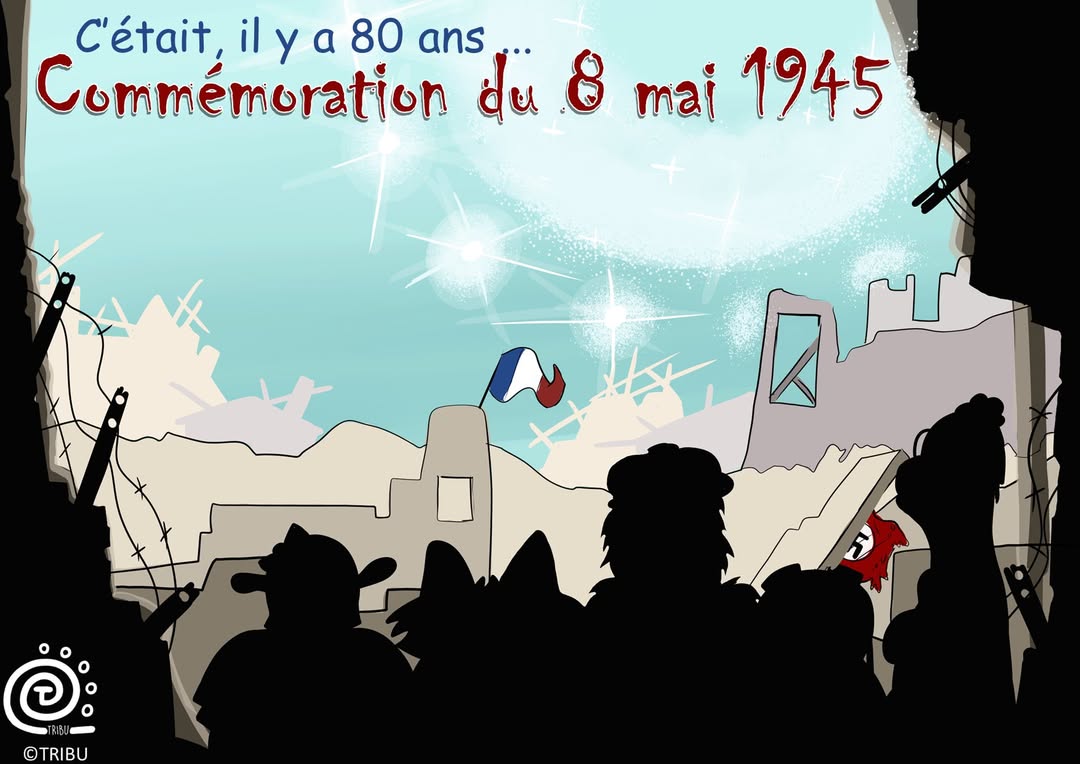 C'était, il y a 80 ans ...
Commémoration du 8 mai 1945
T
TRIBU
©TRIBU